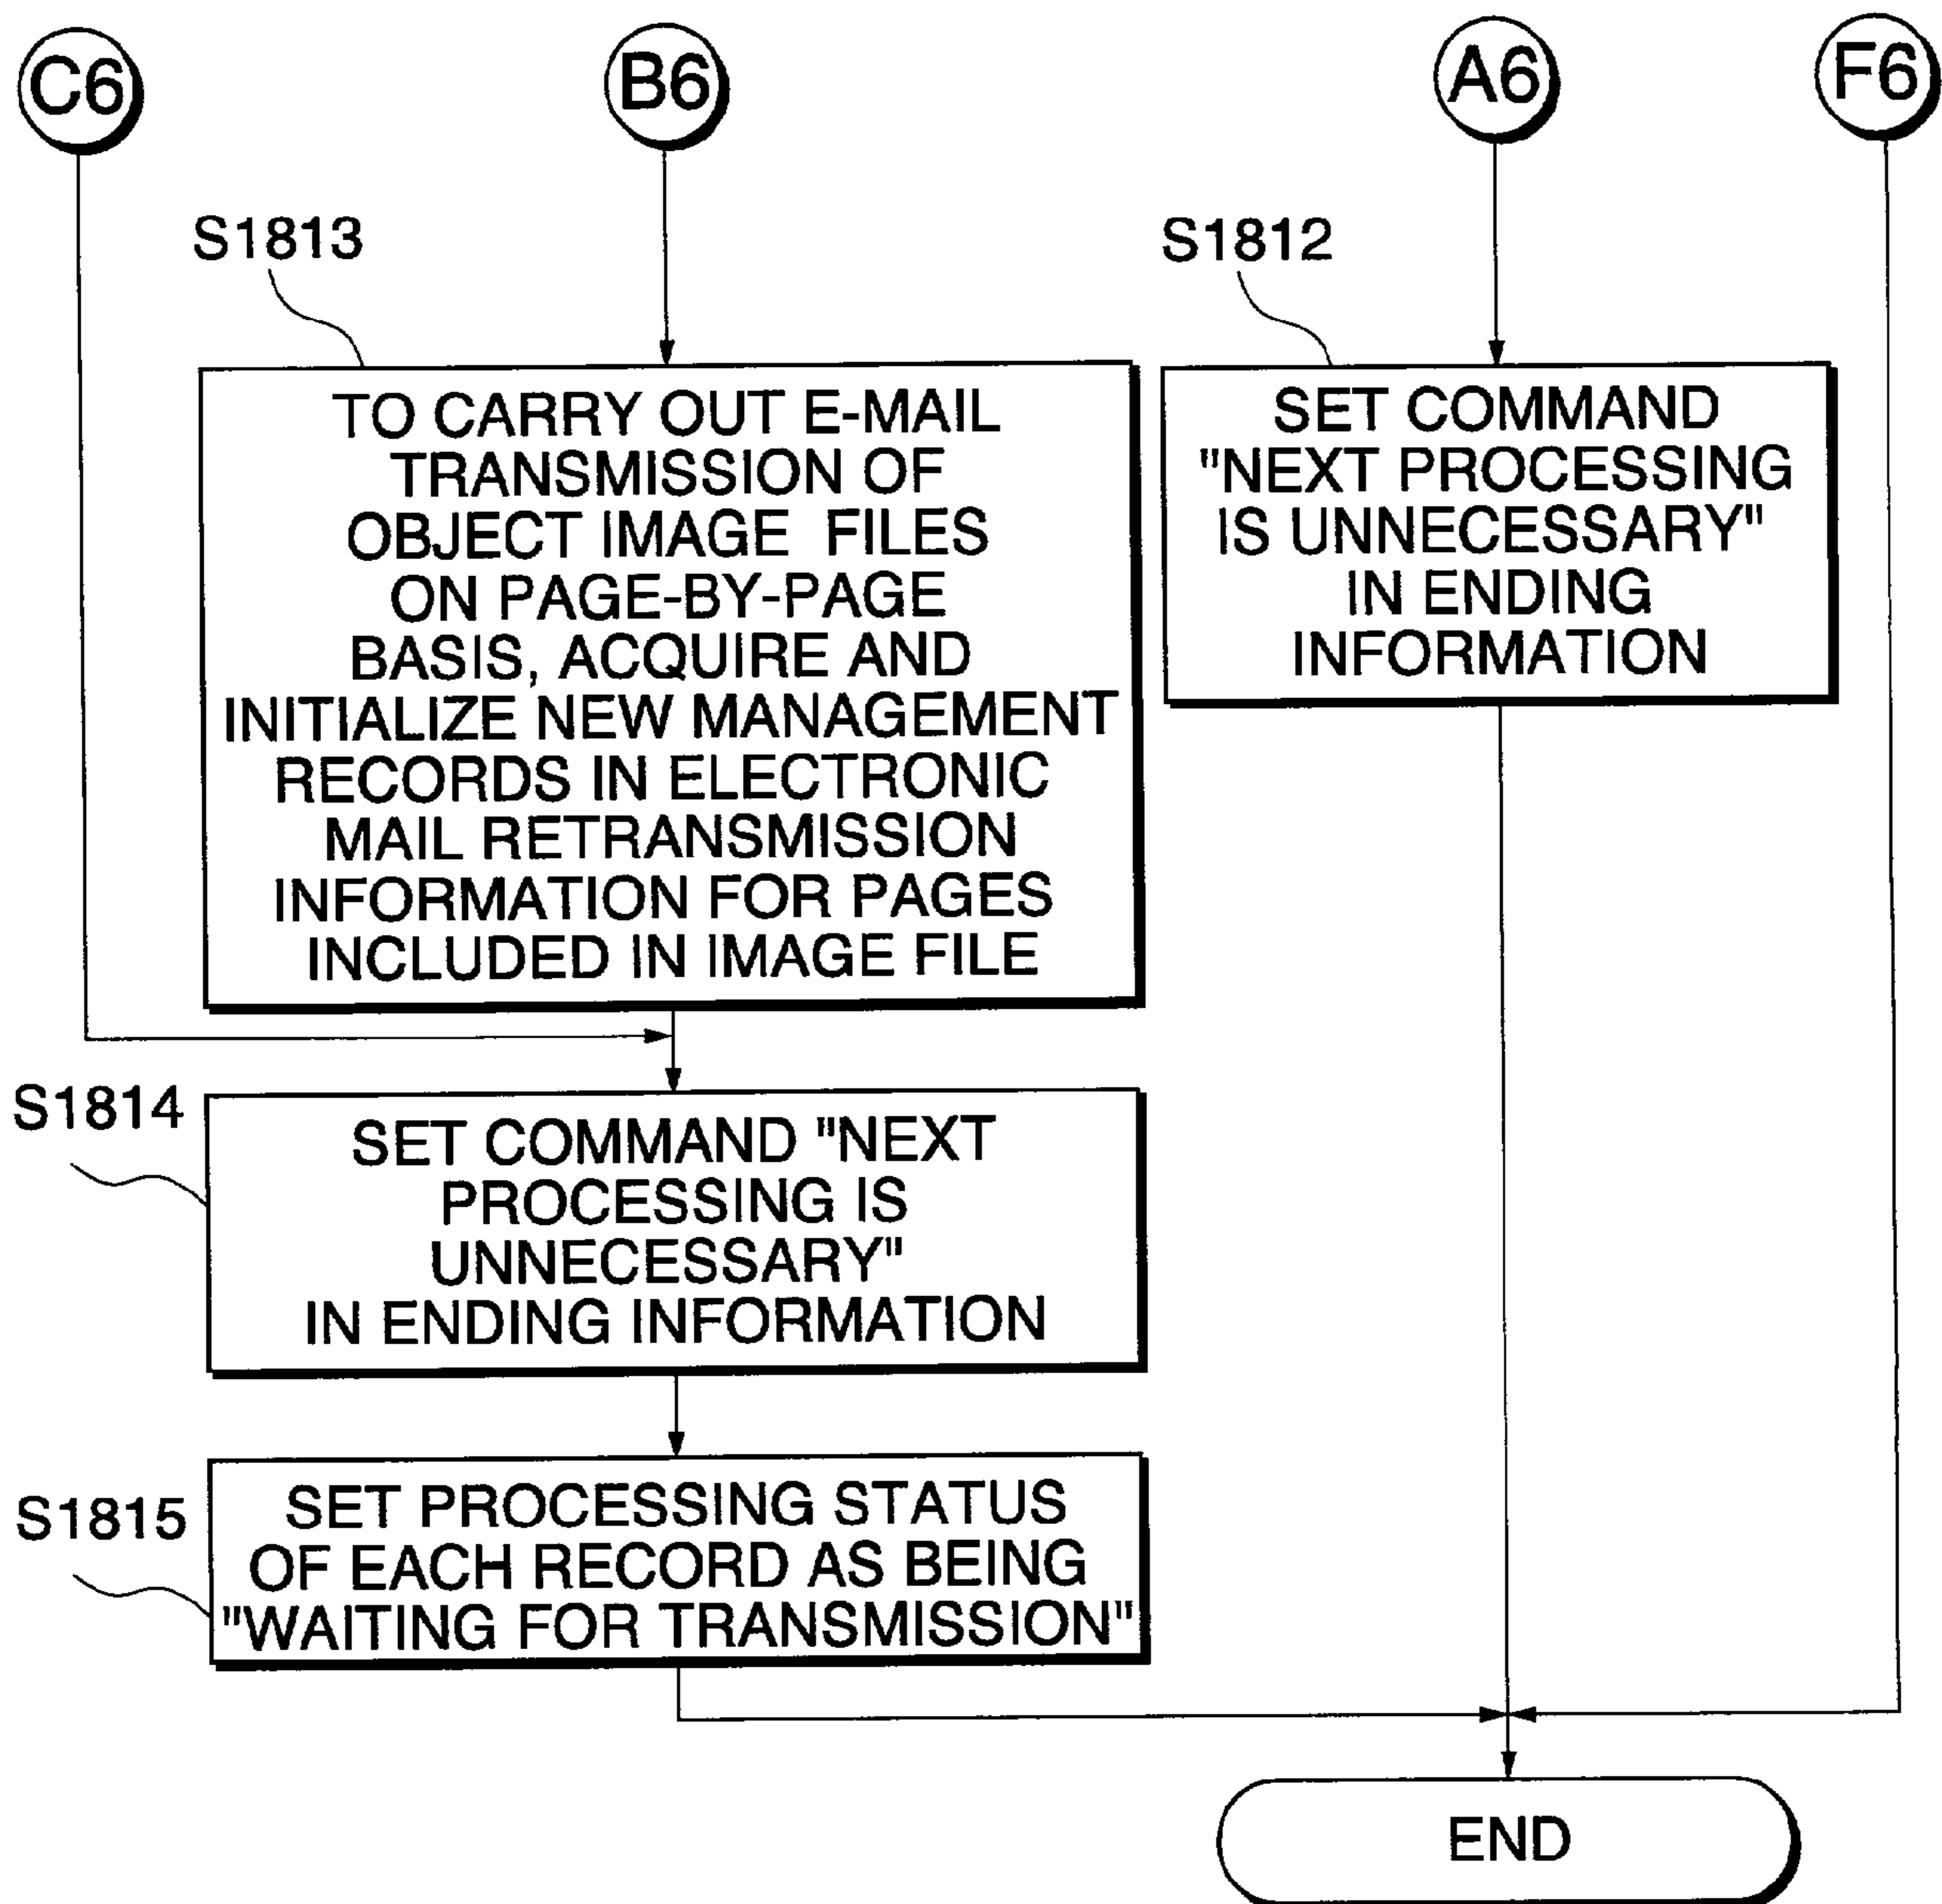 C6
B6
A6
F6
S1813
S1812
TO CARRY OUT E-MAIL
TRANSMISSION OF
OBJECT IMAGE FILES
ON PAGE-BY-PAGE
BASIS, ACQUIRE AND
INITIALIZE NEW MANAGEMENT
RECORDS IN ELECTRONIC
MAIL RETRANSMISSION
INFORMATION FOR PAGES
INCLUDED IN IMAGE FILE
SET COMMAND
"NEXT PROCESSING
IS UNNECESSARY"
IN ENDING
INFORMATION
S1814
SET COMMAND "NEXT
PROCESSING IS
UNNECESSARY"
IN ENDING INFORMATION
S1815
SET PROCESSING STATUS
OF EACH RECORD AS BEING
"WAITING FOR TRANSMISSION"
END